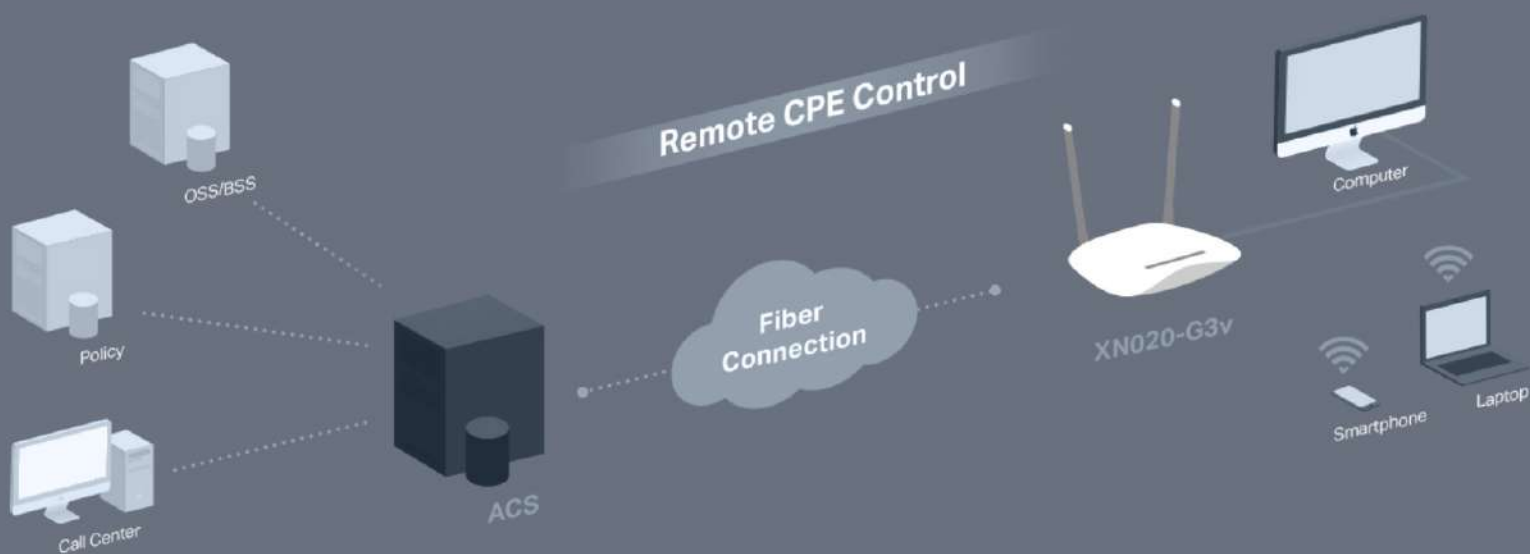 Remote CPE Control
OSS/BSS
Policy
Call Center
ACS
Fiber
Connection
XN020-G3v
Computer
Smartphone
Laptop